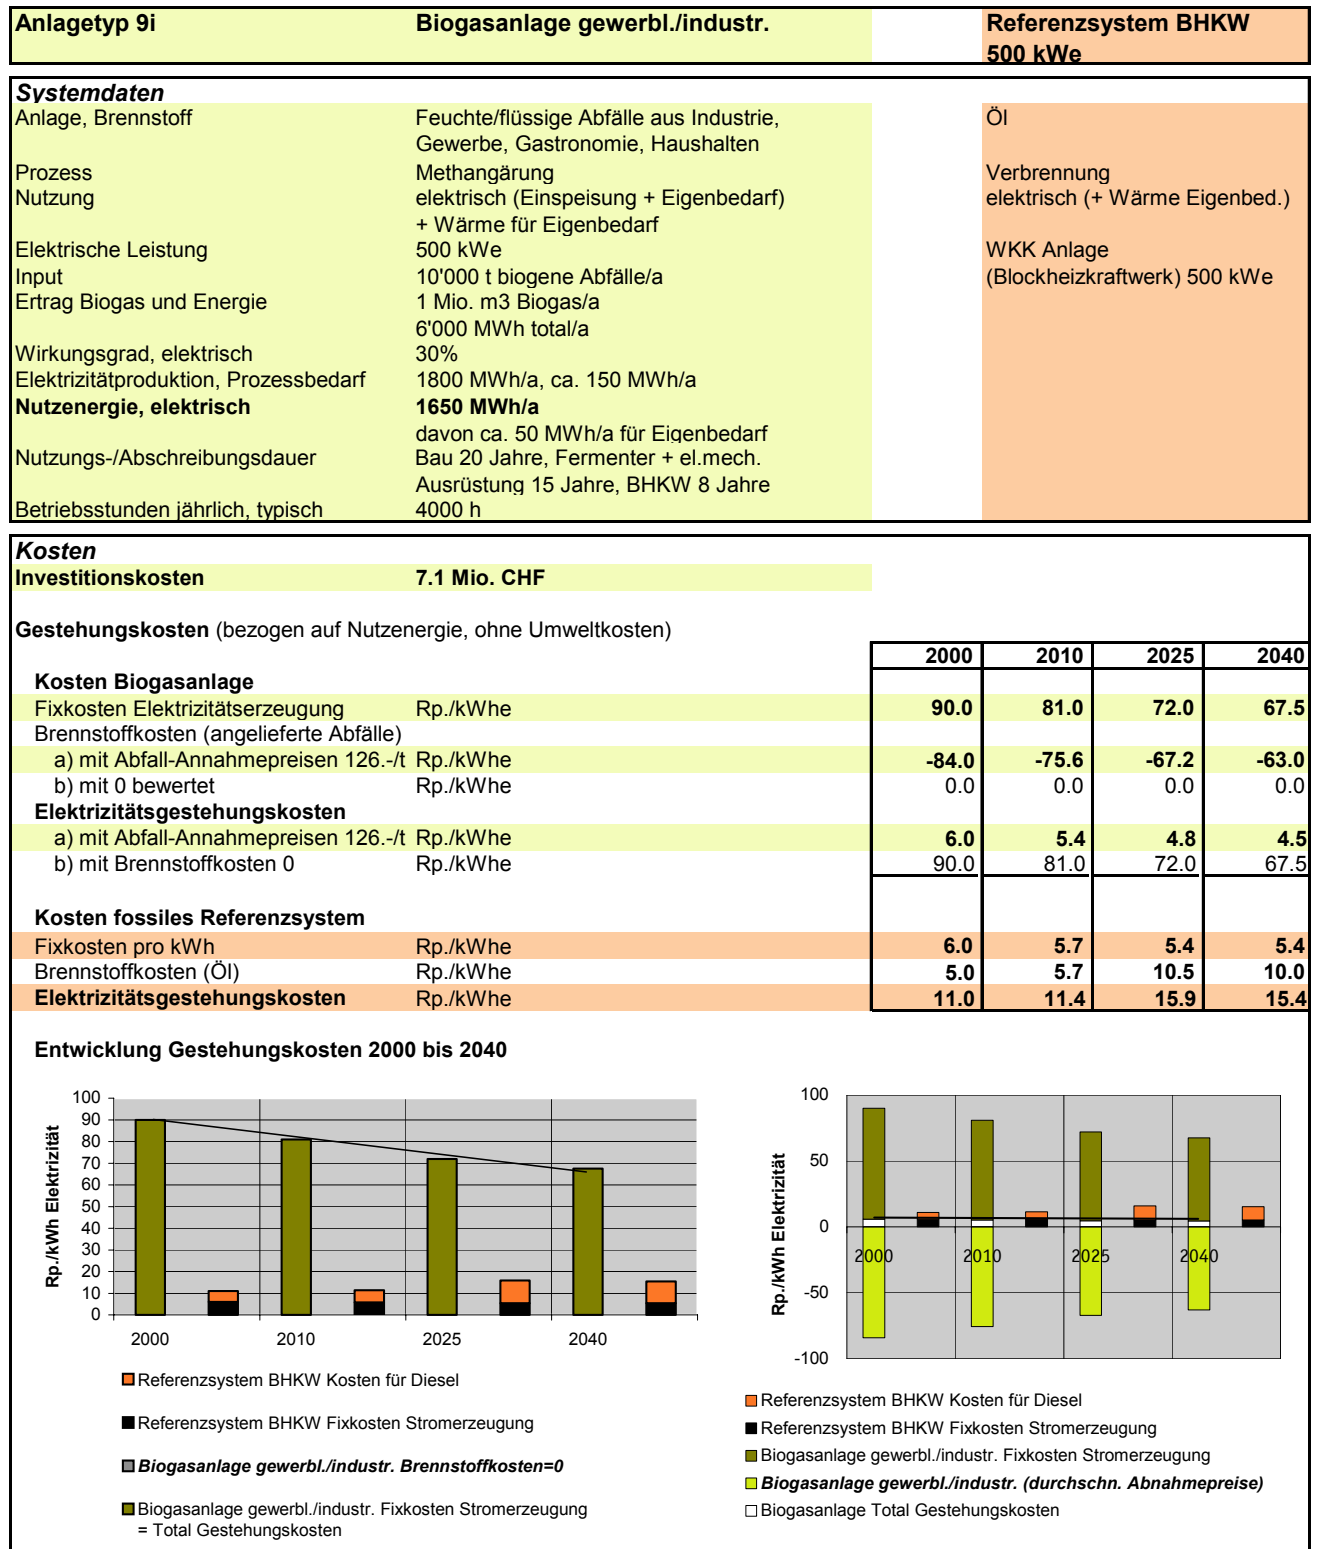 Anlagetyp 9i Biogasanlage gewerbl./industr. Referenzsystem BHKW
500 kWe
Systemdaten
Anlage, Brennstoff Feuchte/flüssige Abfälle aus Industrie, Öl
Gewerbe, Gastronomie, Haushalten
Prozess Methangärung Verbrennung
Nutzung elektrisch (Einspeisung + Eigenbedarf) elektrisch (+ Wärme Eigenbed.)
+ Wärme für Eigenbedarf
Elektrische Leistung 500 kWe WKK Anlage
Input 10'000 t biogene Abfälle/a (Blockheizkraftwerk) 500 kWe
Ertrag Biogas und Energie 1 Mio. m3 Biogas/a
6'000 MWh total/a
Wirkungsgrad, elektrisch 30%
Elektrizitätproduktion, Prozessbedarf 1800 MWh/a, ca. 150 MWh/a
Nutzenergie, elektrisch 1650 MWh/a
davon ca. 50 MWh/a für Eigenbedarf
Nutzungs-/Abschreibungsdauer Bau 20 Jahre, Fermenter + el.mech.
Ausrüstung 15 Jahre, BHKW 8 Jahre
Betriebsstunden jährlich, typisch 4000 h
Kosten
Investitionskosten 7.1 Mio. CHF
Gestehungskosten (bezogen auf Nutzenergie, ohne Umweltkosten)
2000 2010 2025 2040
Kosten Biogasanlage
Fixkosten Elektrizitätserzeugung Rp./kWhe 90.0 81.0 72.0 67.5
Brennstoffkosten (angelieferte Abfälle)
a) mit Abfall-Annahmepreisen 126.-/t Rp./kWhe -84.0 -75.6 -67.2 -63.0
b) mit 0 bewertet Rp./kWhe 0.0 0.0 0.0 0.0
Elektrizitätsgestehungskosten
a) mit Abfall-Annahmepreisen 126.-/t Rp./kWhe 6.0 5.4 4.8 4.5
b) mit Brennstoffkosten 0 Rp./kWhe 90.0 81.0 72.0 67.5
Kosten fossiles Referenzsystem
Fixkosten pro kWh Rp./kWhe 6.0 5.7 5.4 5.4
Brennstoffkosten (Öl) Rp./kWhe 5.0 5.7 10.5 10.0
Elektrizitätsgestehungskosten Rp./kWhe 11.0 11.4 15.9 15.4
Entwicklung Gestehungskosten 2000 bis 2040
Rp./kWh Elektrizität
100
90
80
70
60
50
40
30
20
10
0
2000 2010 2025 2040
Referenzsystem BHKW Kosten für Diesel
Referenzsystem BHKW Fixkosten Stromerzeugung
Biogasanlage gewerbl./industr. Brennstoffkosten=0
Biogasanlage gewerbl./industr. Fixkosten Stromerzeugung
= Total Gestehungskosten
Rp./kWh Elektrizität
100
50
0
-50
-100
2000 2010 2025 2040
Referenzsystem BHKW Kosten für Diesel
Referenzsystem BHKW Fixkosten Stromerzeugung
Biogasanlage gewerbl./industr. Fixkosten Stromerzeugung
Biogasanlage gewerbl./industr. (durchschn. Abnahmepreise)
Biogasanlage Total Gestehungskosten